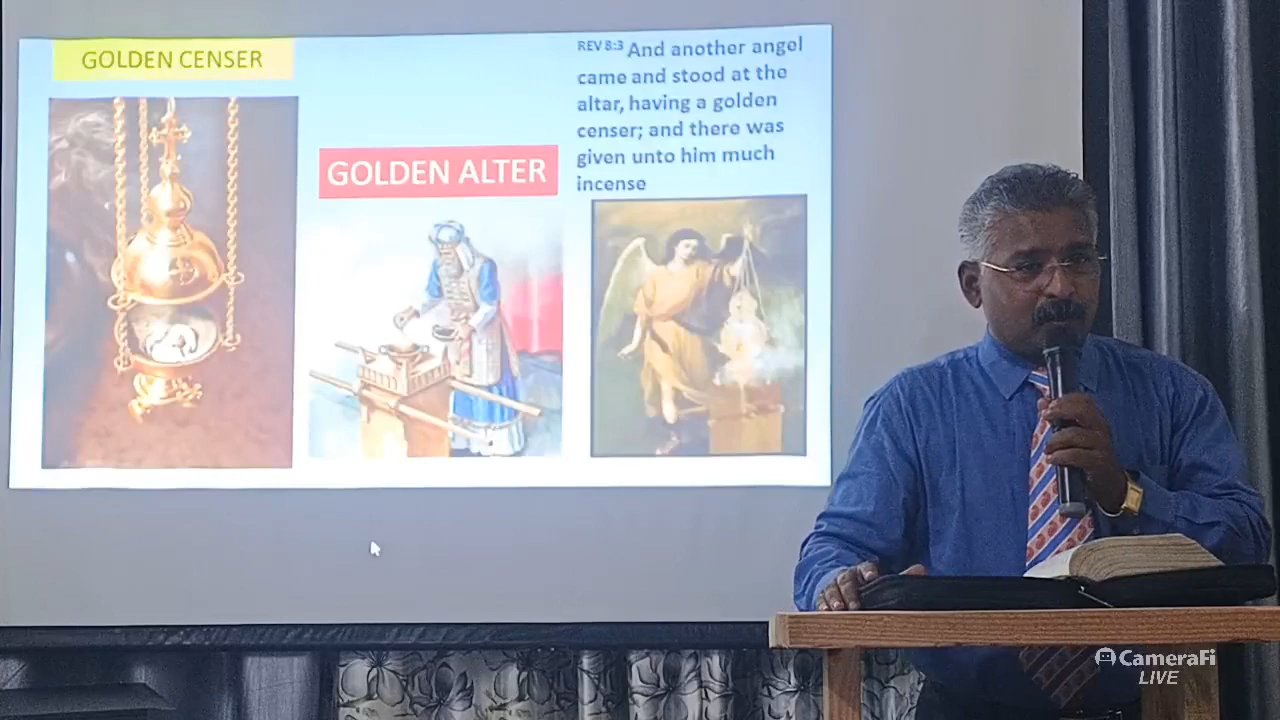 GOLDEN CENSER
GOLDEN ALTER
REV 8:3 And another angel
came and stood at the
altar, having a golden
censer; and there was
given unto him much
incense
CameraFi
LIVE